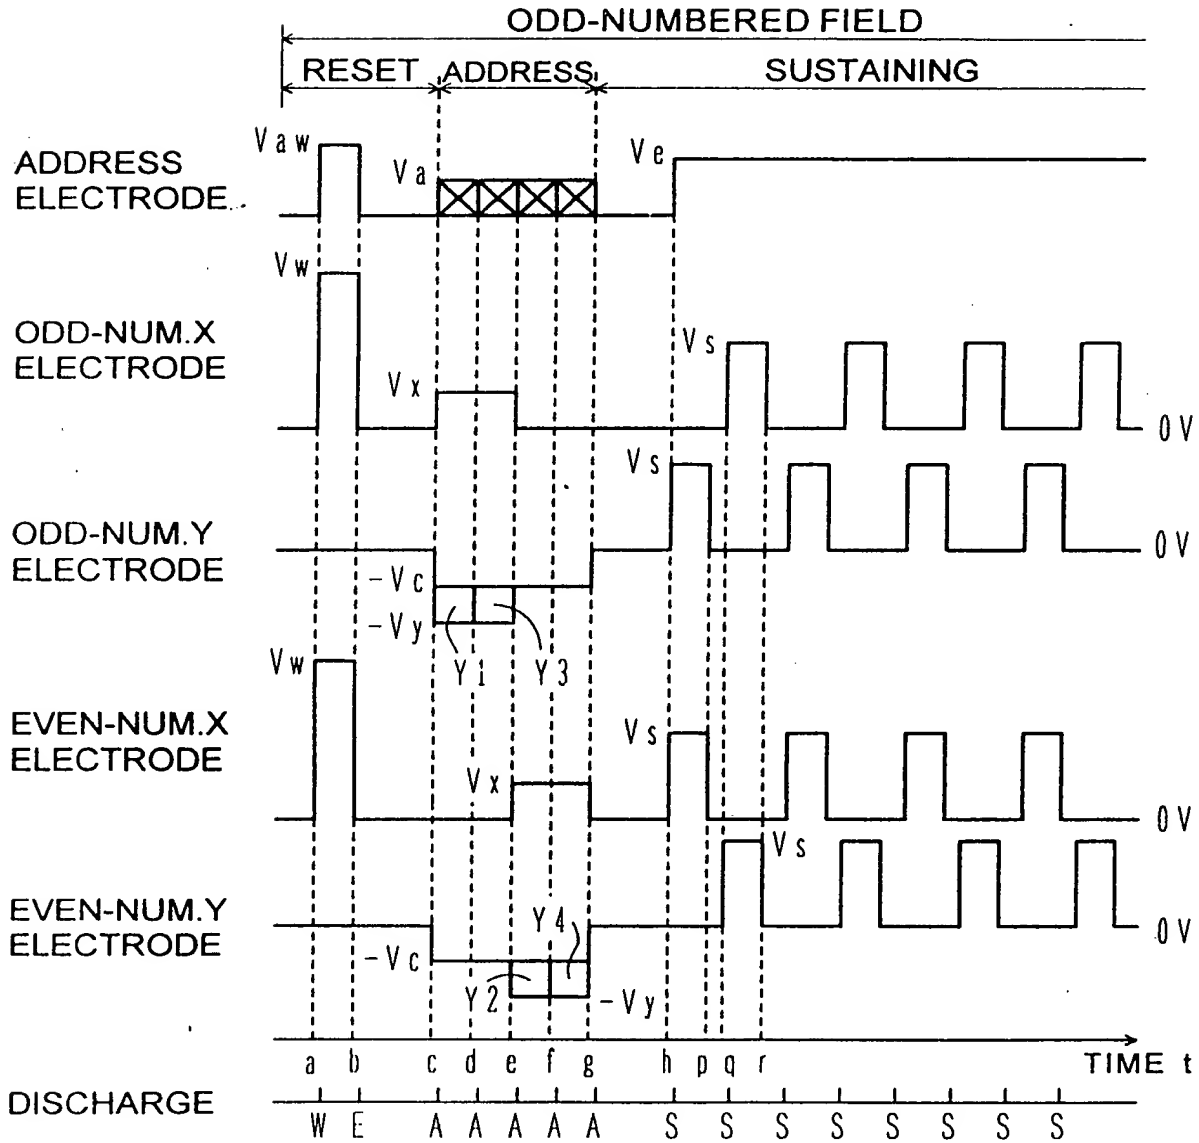 ODD-NUMBERED FIELD
RESET ADDRESS SUSTAINING
Vaw
Va
Ve
ADDRESS
ELECTRODE
Vw
ODD-NUM.X
ELECTRODE
Vx
Vs
0V
Vs
ODD-NUM.Y
ELECTRODE
0V
-Vc
-Vy
Y1 Y3
Vw
EVEN-NUM.X
ELECTRODE
Vs
Vx
0V
Vs
EVEN-NUM.Y
ELECTRODE
Y4
0V
-Vc
Y2
-Vy
a b c d e f g h p q r TIME t
DISCHARGE
W E A A A A A S S S S S S S S